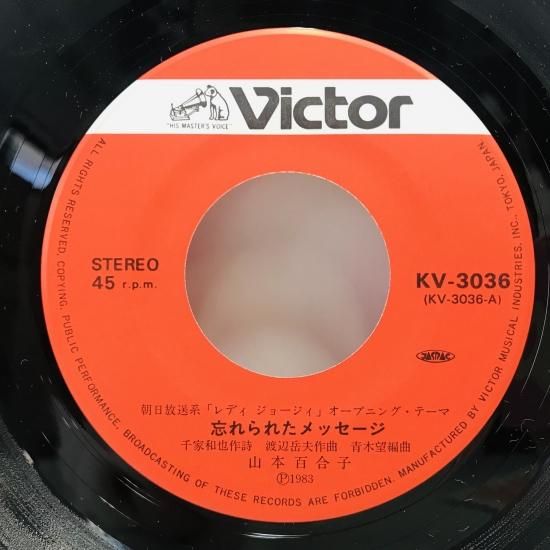 "HIS MASTER'S VOICE"
Victor
STEREO
45 r.p.m.
KV-3036
(KV-3036-A)
JASRAC
朝日放送系「レディ ジョージィ」オープニング・テーマ
忘れられたメッセージ
千家和也作詩 渡辺岳夫作曲 青木望編曲
山本百合子
Ⓟ1983
ALL RIGHTS RESERVED. COPYING, PUBLIC PERFORMANCE, BROADCASTING OF THESE RECORDS ARE FORBIDDEN. MANUFACTURED BY VICTOR MUSICAL INDUSTRIES, INC., TOKYO, JAPAN.